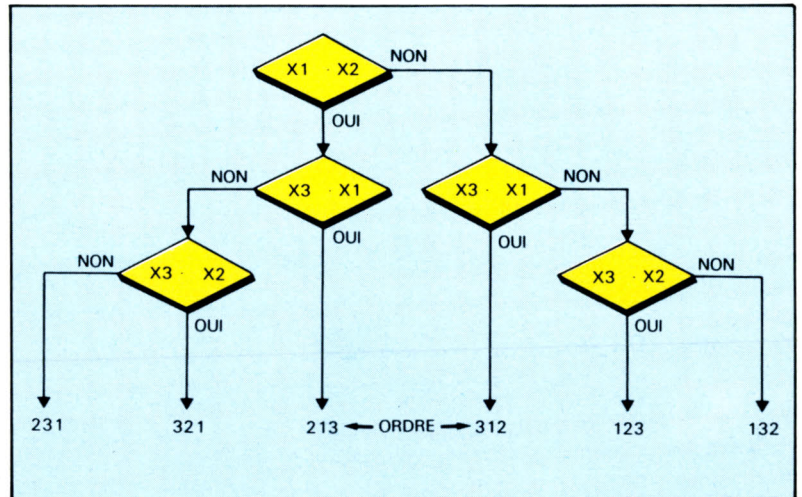 NON
X1 · X2
OUI
NON
X3 · X1
X3 · X1
NON
OUI
OUI
NON
X3 · X2
X3 · X2
NON
OUI
OUI
231
321
213
ORDRE
312
123
132